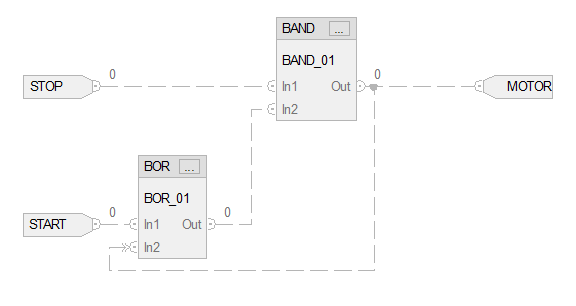 BAND ...
BAND_01
STOP 0 In1 Out 0 MOTOR
In2
BOR ...
BOR_01
START 0 In1 Out 0
In2